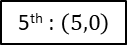 5ᵗʰ : (5,0)